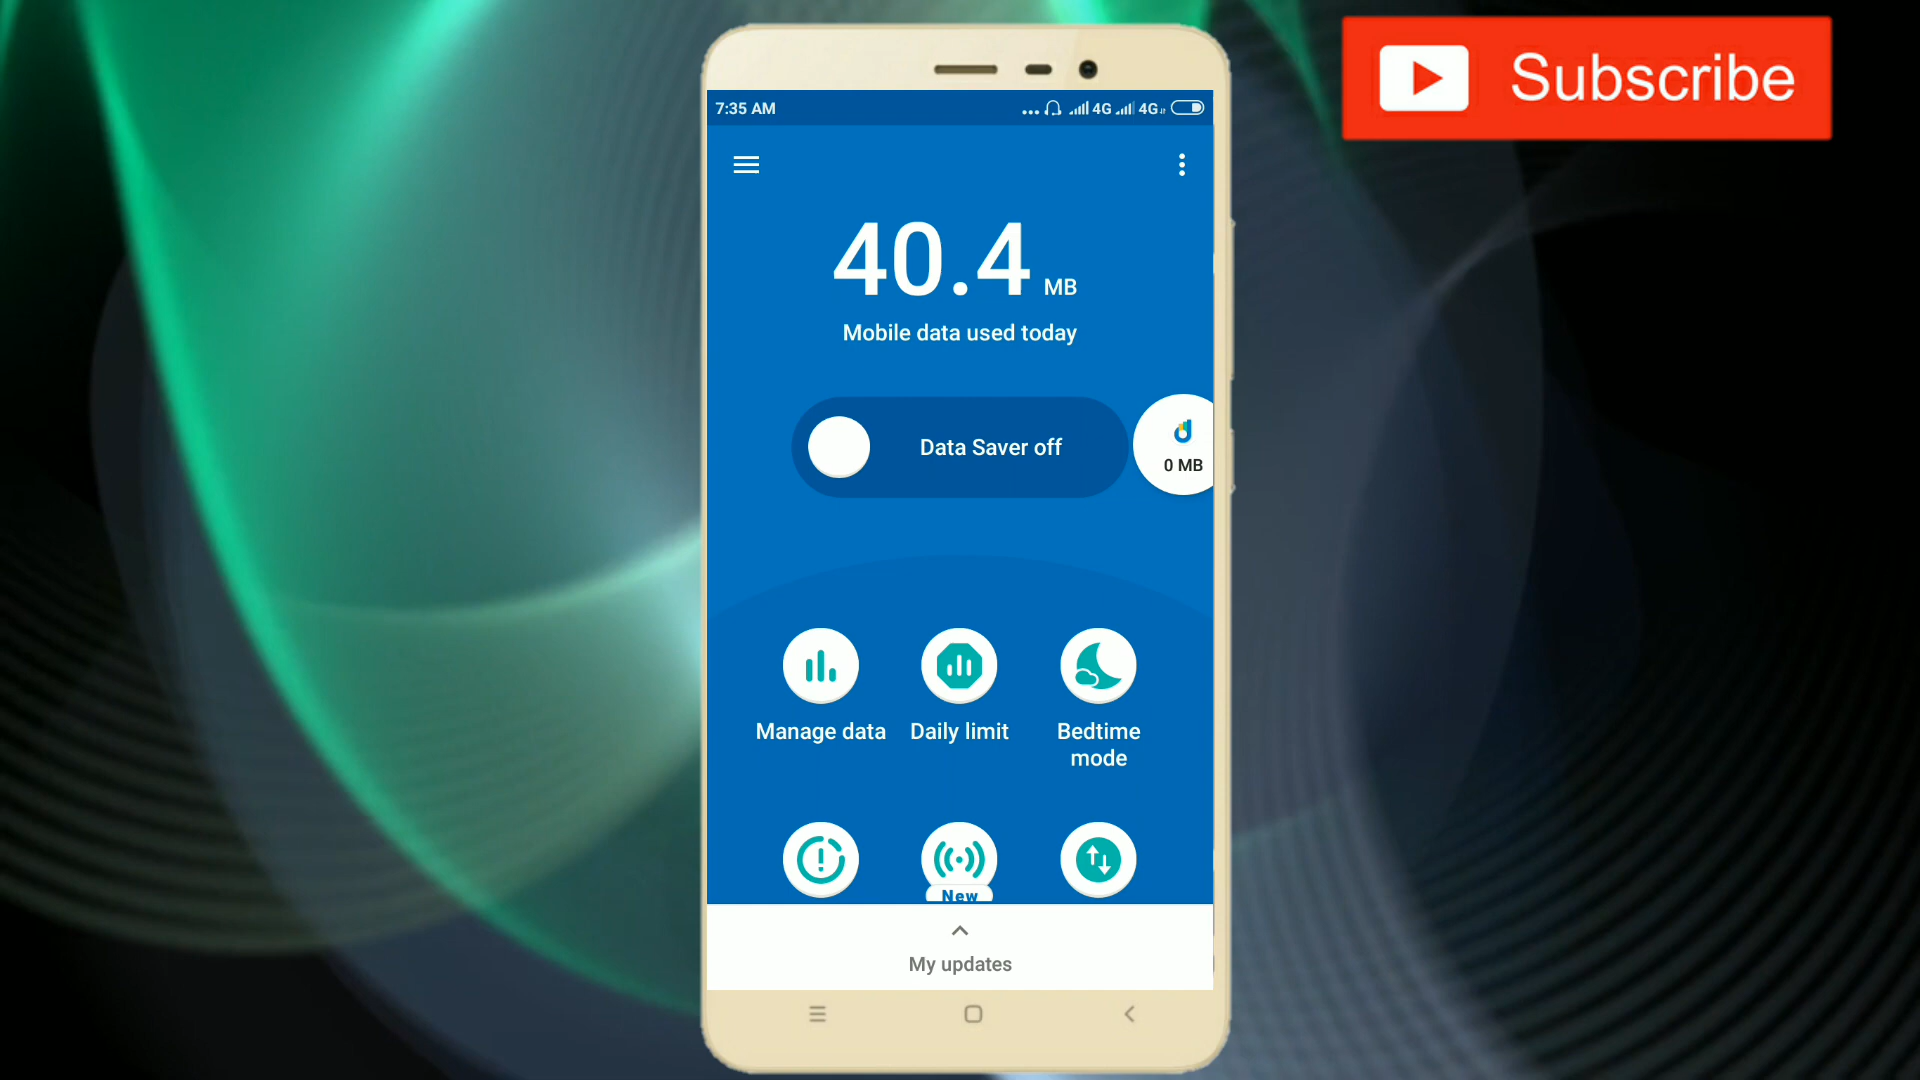 Subscribe
7:35 AM
4G 4G
40.4 MB
Mobile data used today
Data Saver off
0 MB
Manage data
Daily limit
Bedtime
mode
New
My updates